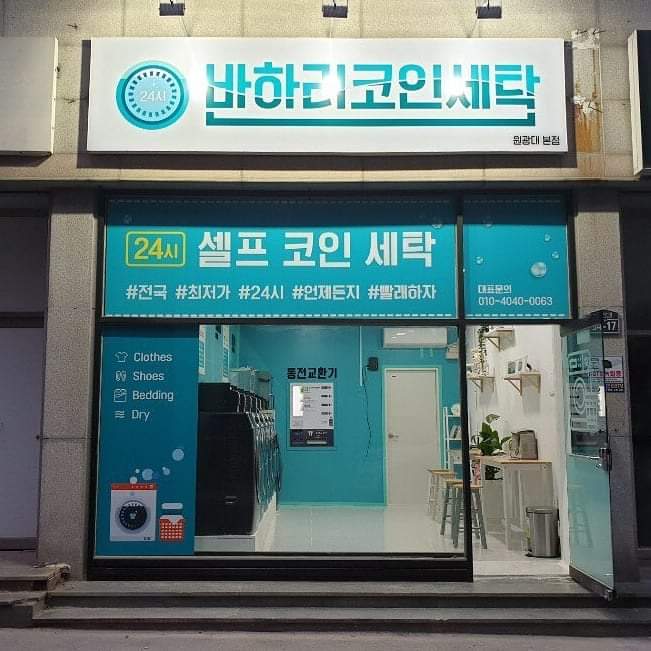 24시
바하리코인세탁
원광대 본점
24시 셀프 코인 세탁
#전국 #최저가 #24시 #언제든지 #빨래하자
대표문의
010-4040-0063
Clothes
Shoes
Bedding
Dry
동전교환기
-17